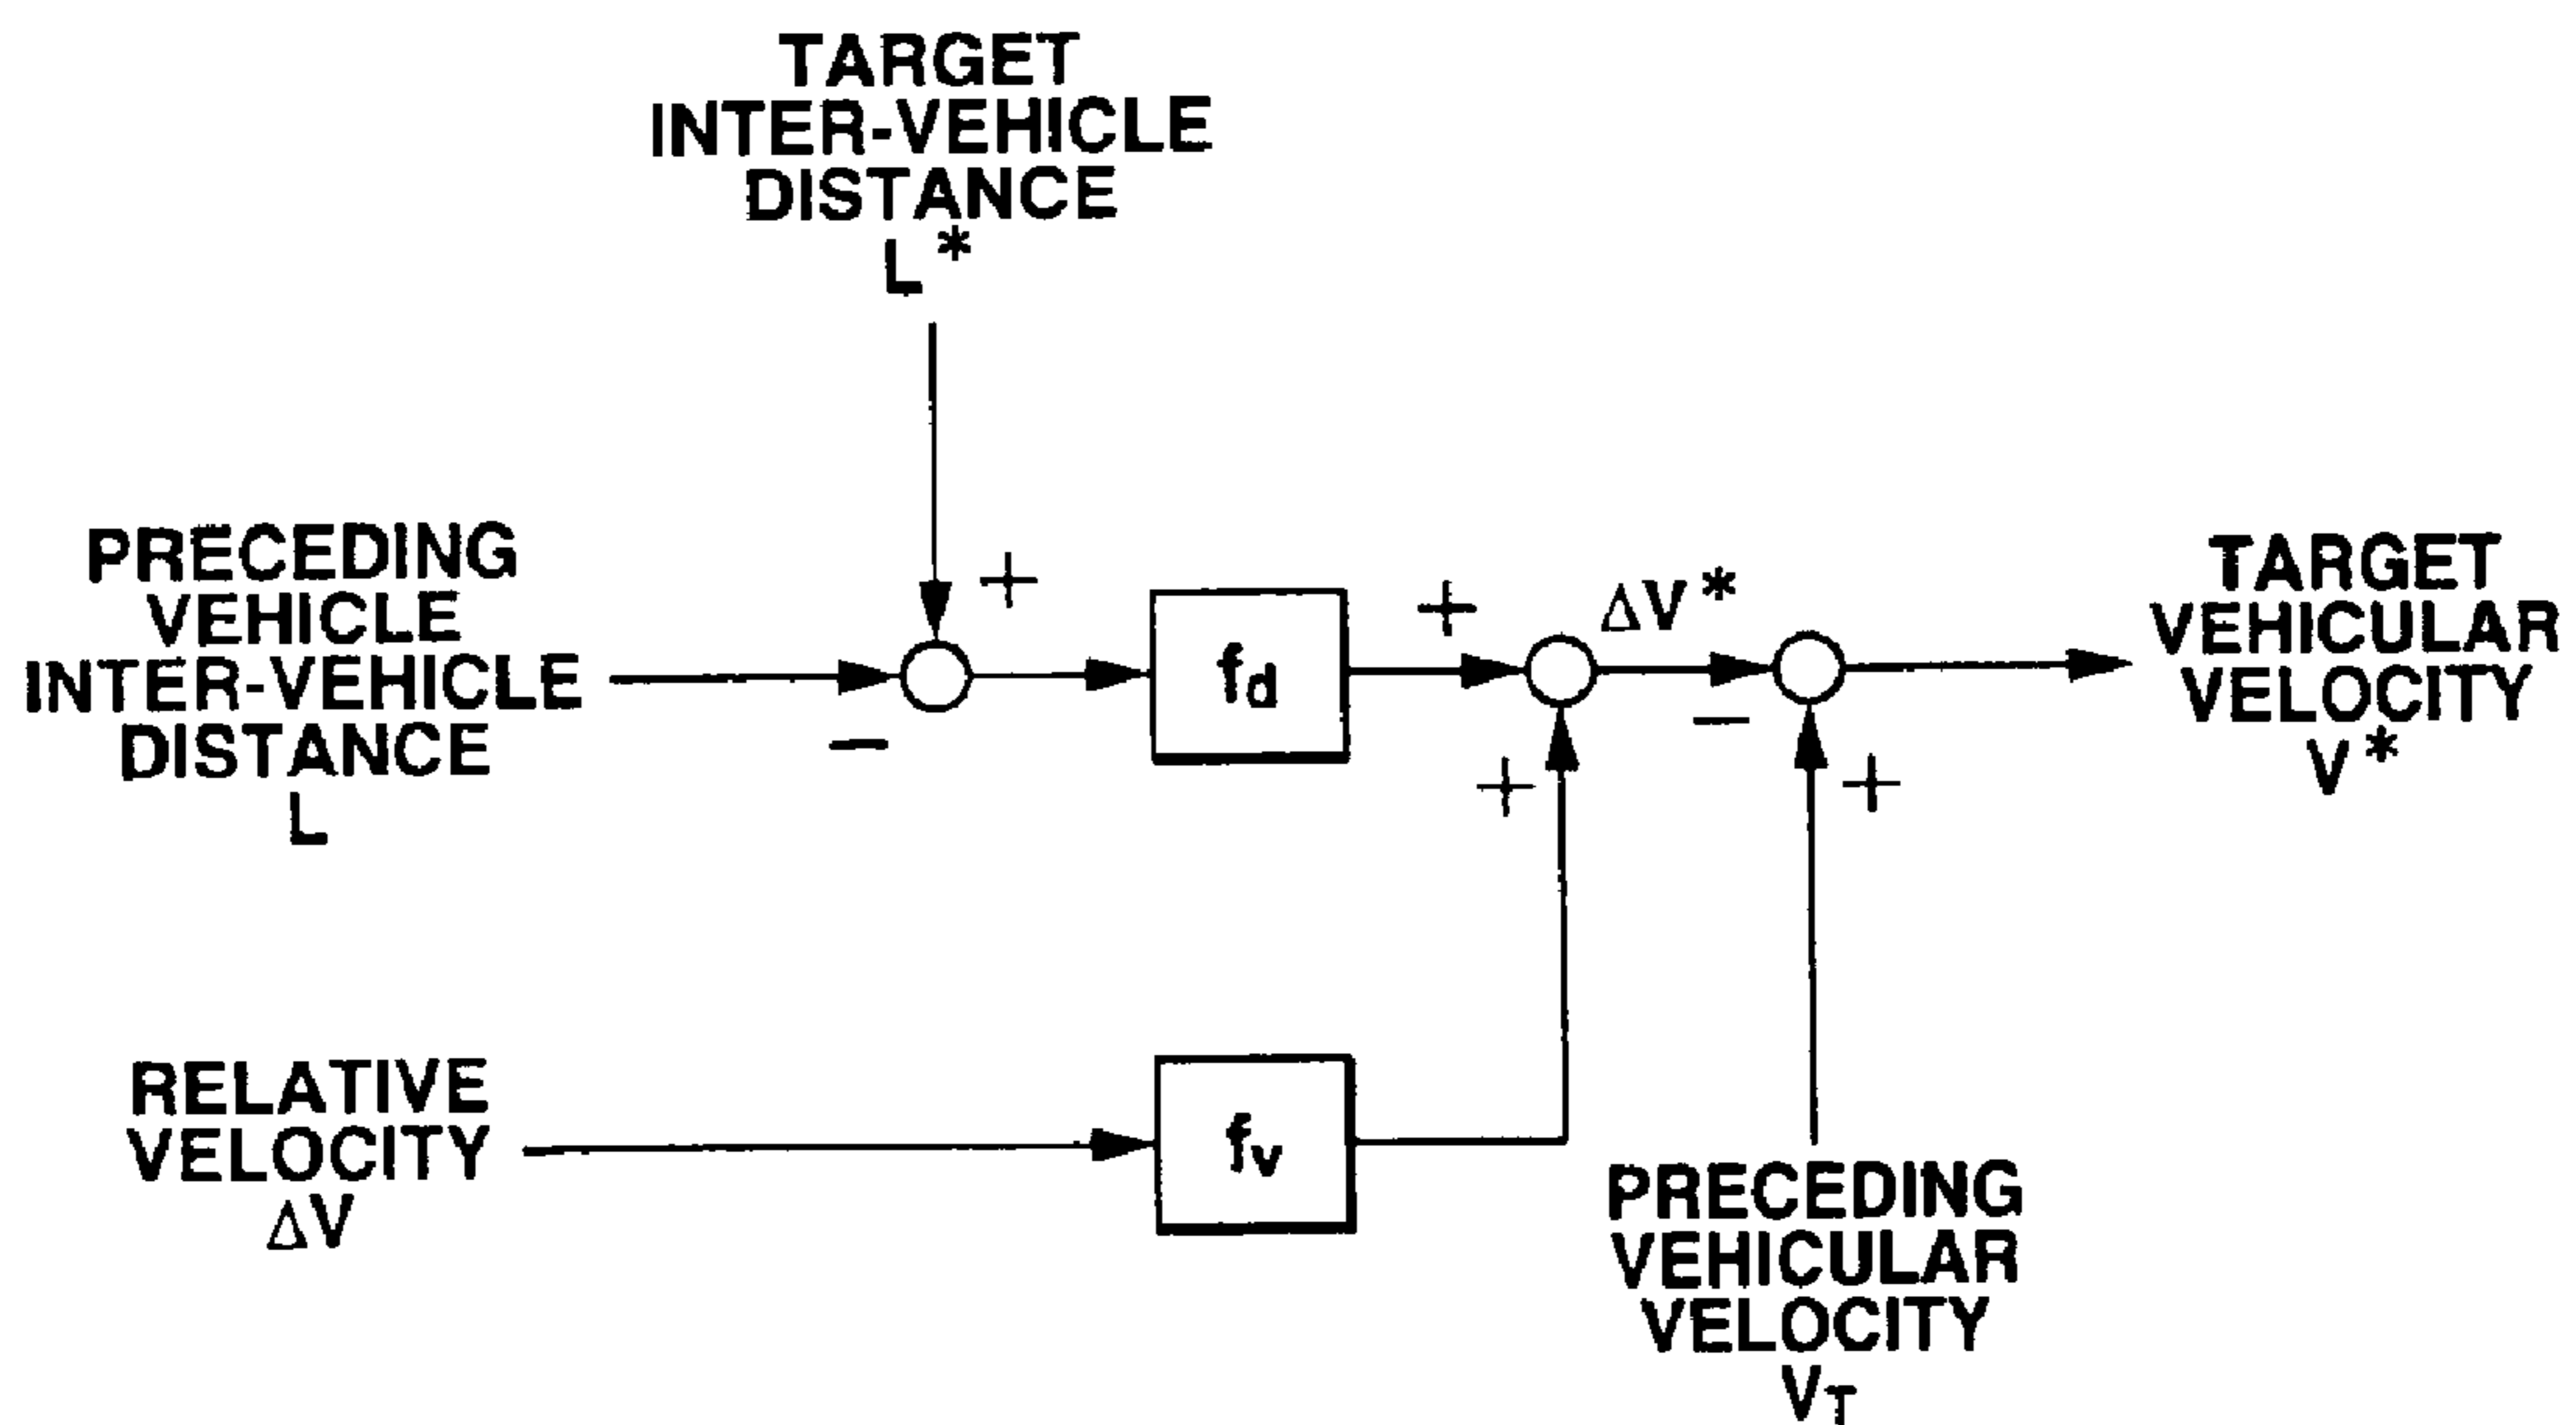 TARGET
INTER-VEHICLE
DISTANCE
L*
+
PRECEDING
VEHICLE
INTER-VEHICLE
DISTANCE
L
−
fd
+
ΔV*
−
+
+
TARGET
VEHICULAR
VELOCITY
V*
RELATIVE
VELOCITY
ΔV
fv
PRECEDING
VEHICULAR
VELOCITY
VT